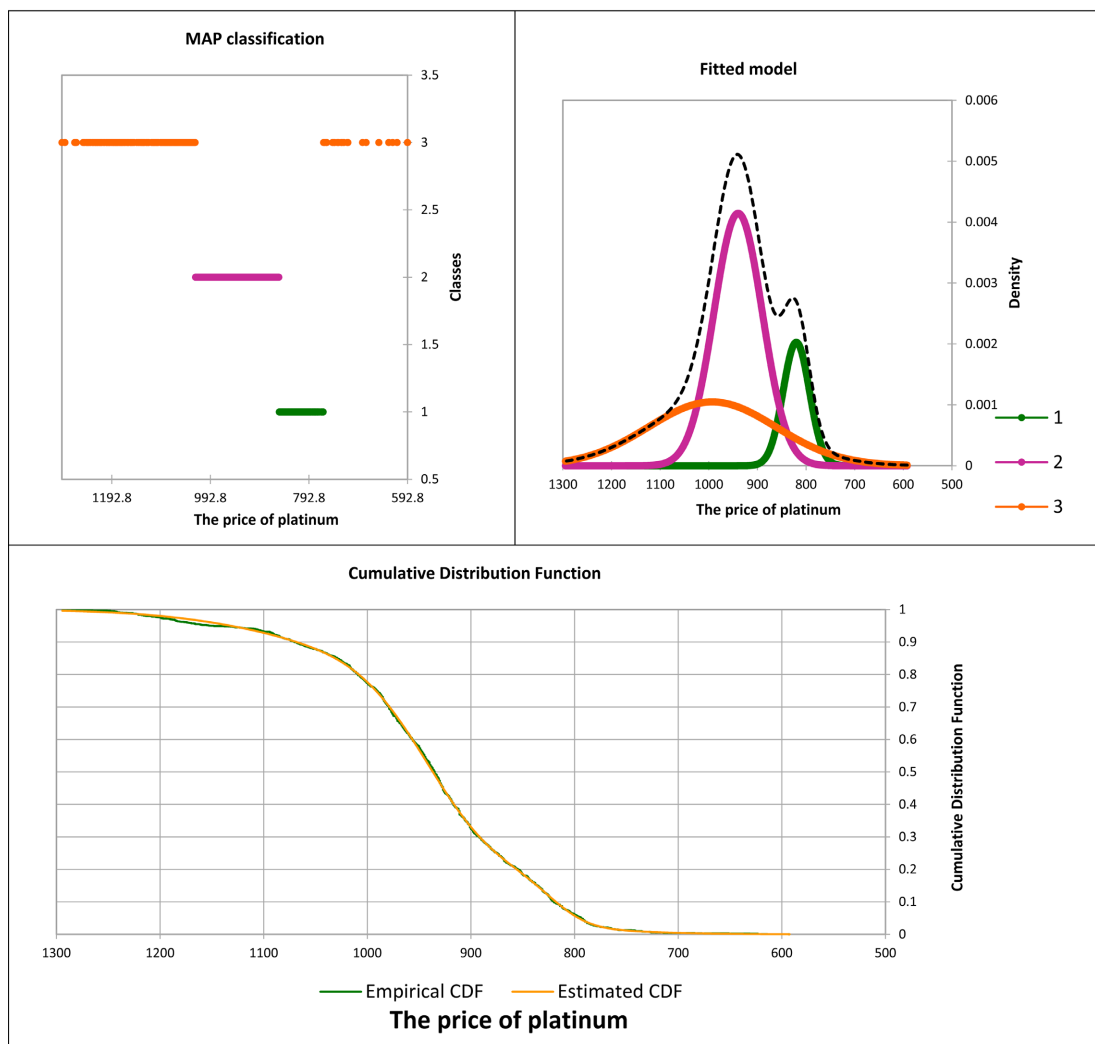 MAP classification
3.5
3
2.5
2
1.5
1
0.5
Classes
1192.8 992.8 792.8 592.8
The price of platinum
Fitted model
0.006
0.005
0.004
0.003
0.002
0.001
0
Density
1300 1200 1100 1000 900 800 700 600 500
The price of platinum
1
2
3
Cumulative Distribution Function
1
0.9
0.8
0.7
0.6
0.5
0.4
0.3
0.2
0.1
0
Cumulative Distribution Function
1300 1200 1100 1000 900 800 700 600 500
Empirical CDF Estimated CDF
The price of platinum